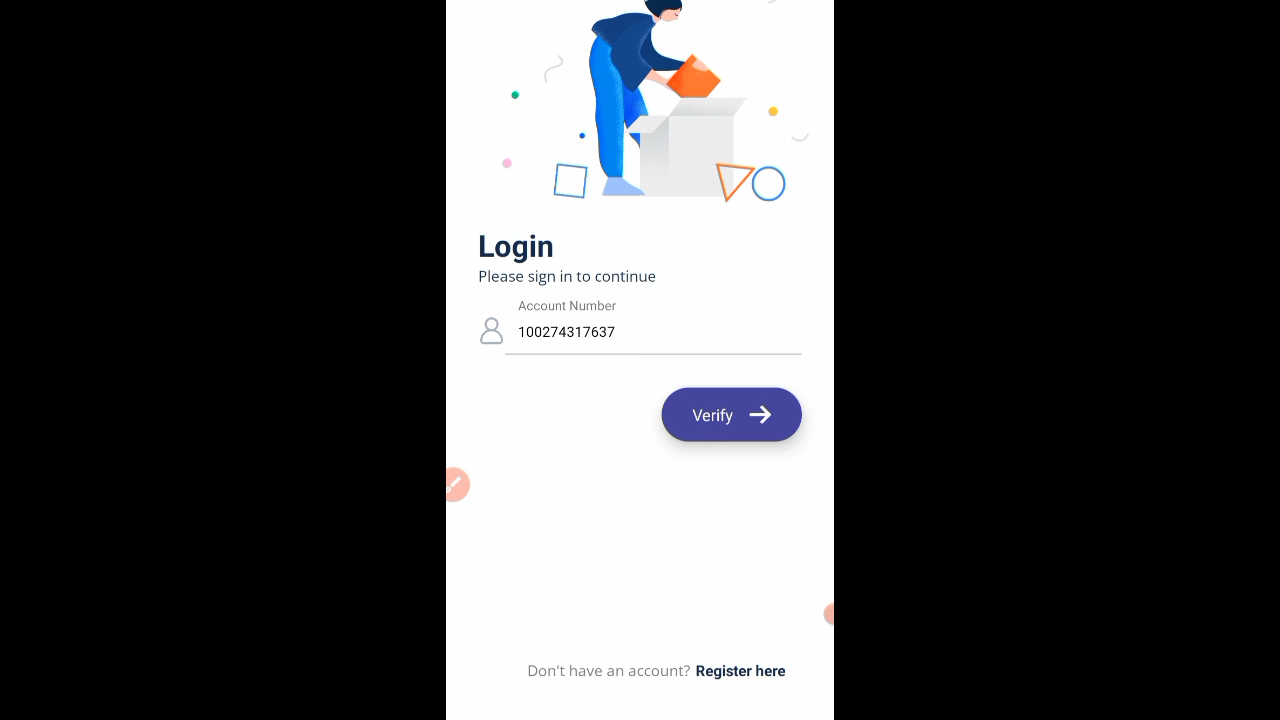 Login
Please sign in to continue
Account Number
100274317637
Verify
Don't have an account? Register here